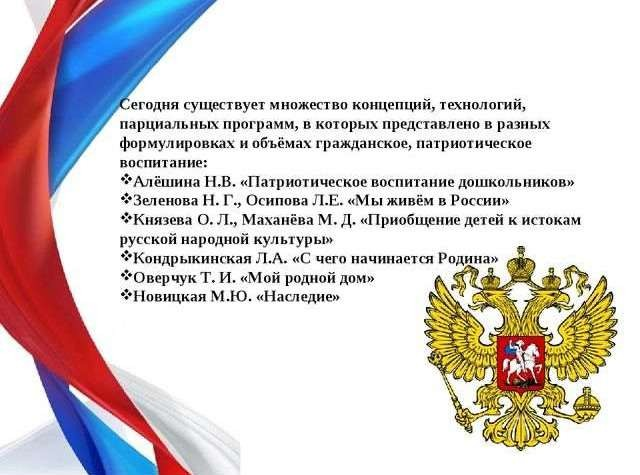 Сегодня существует множество концепций, технологий,
парциальных программ, в которых представлено в разных
формулировках и объёмах гражданское, патриотическое
воспитание:
❖Алёшина Н.В. «Патриотическое воспитание дошкольников»
❖Зеленова Н. Г., Осипова Л.Е. «Мы живём в России»
❖Князева О. Л., Маханёва М. Д. «Приобщение детей к истокам
русской народной культуры»
❖Кондрыкинская Л.А. «С чего начинается Родина»
❖Оверчук Т. И. «Мой родной дом»
❖Новицкая М.Ю. «Наследие»